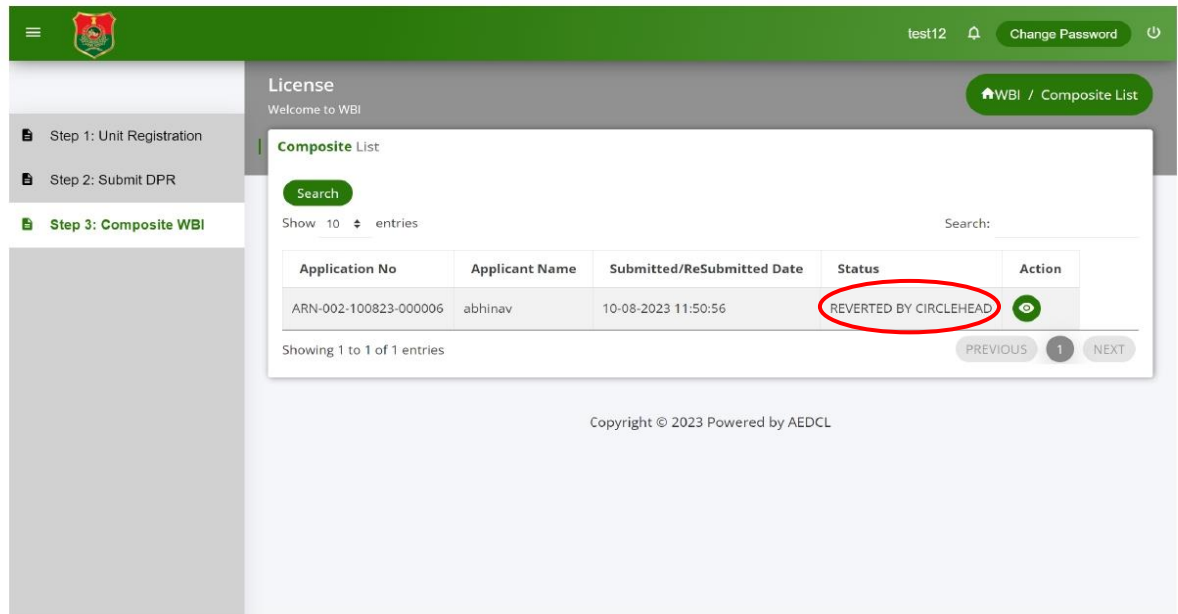 test12 Change Password
License
Welcome to WBI
WBI / Composite List
Step 1: Unit Registration
Step 2: Submit DPR
Step 3: Composite WBI
Composite List
Search
Show 10 entries
Search:
Application No Applicant Name Submitted/ReSubmitted Date Status Action
ARN-002-100823-000006 abhinav 10-08-2023 11:50:56 REVERTED BY CIRCLEHEAD
Showing 1 to 1 of 1 entries
PREVIOUS 1 NEXT
Copyright © 2023 Powered by AEDCL